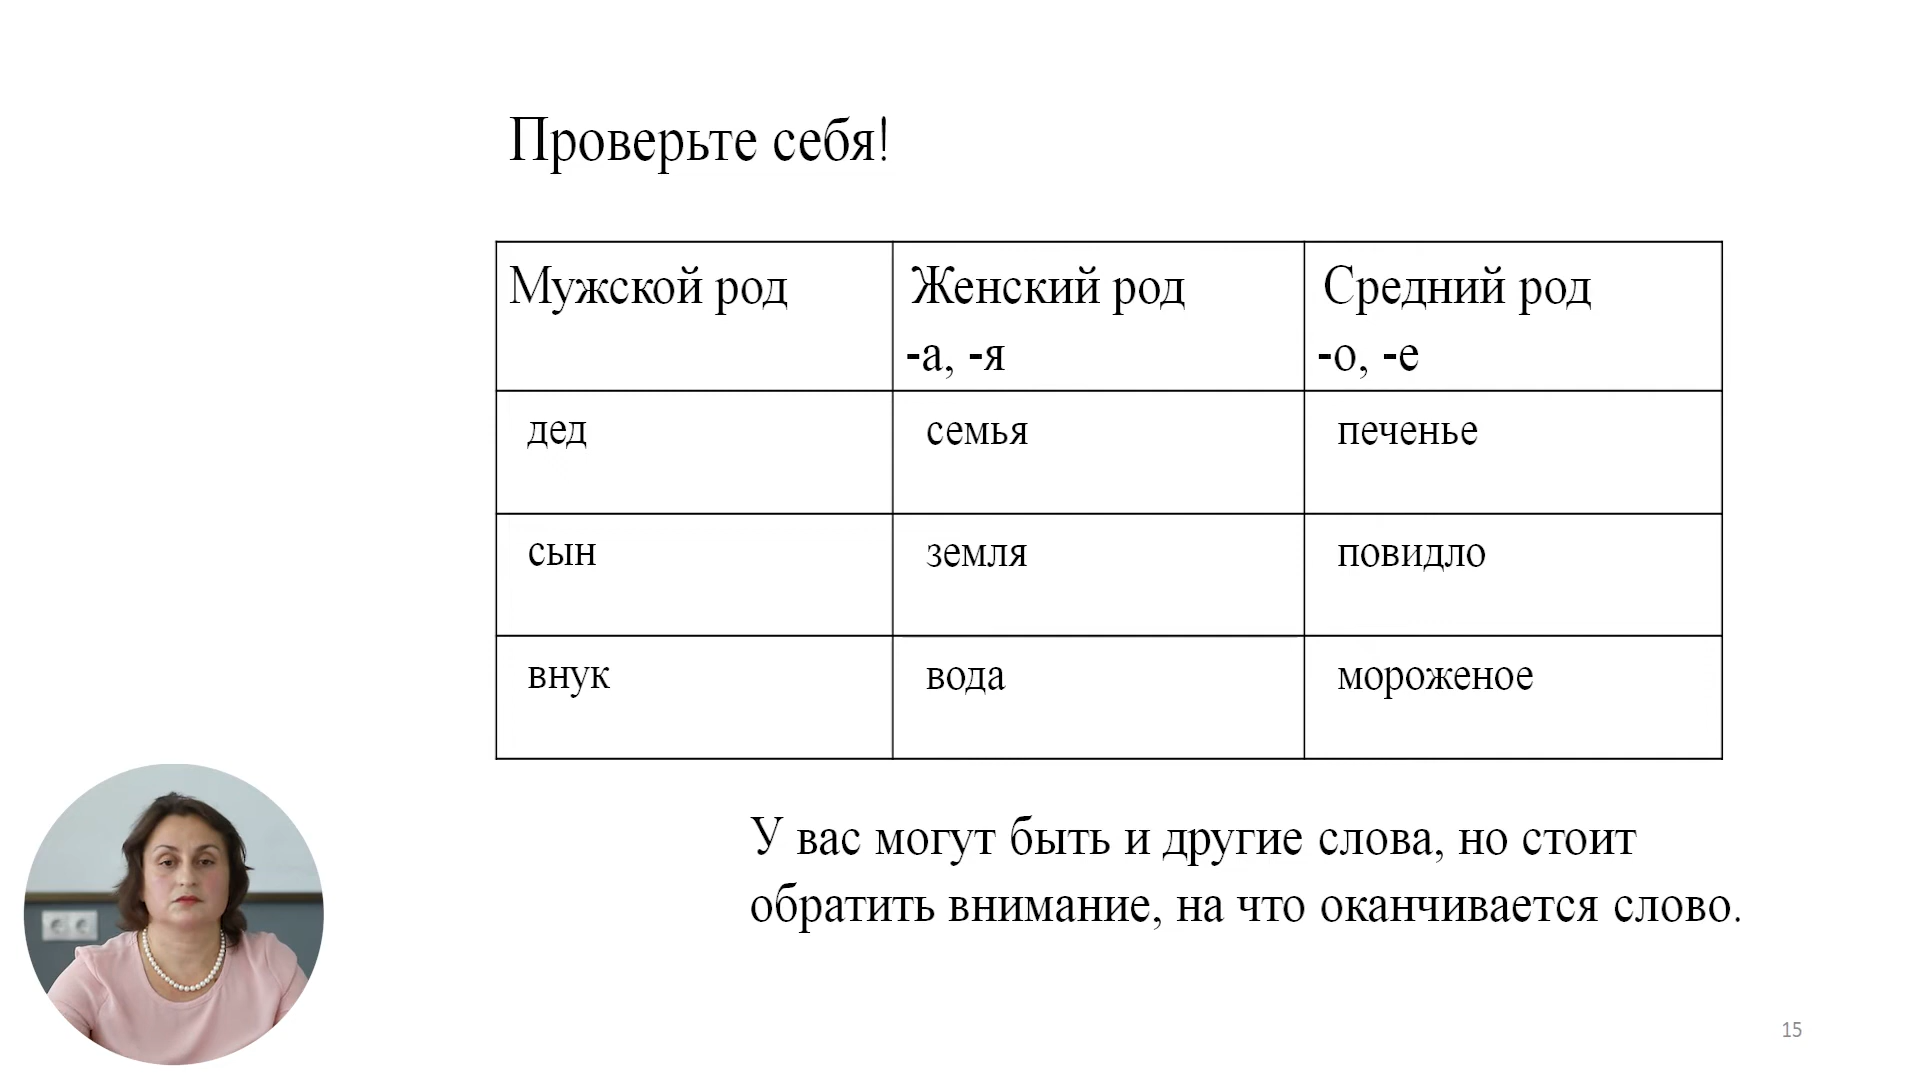 Проверьте себя!
Мужской род Женский род Средний род
-а, -я -о, -е
дед семья печенье
сын земля повидло
внук вода мороженое
У вас могут быть и другие слова, но стоит
обратить внимание, на что оканчивается слово.
15